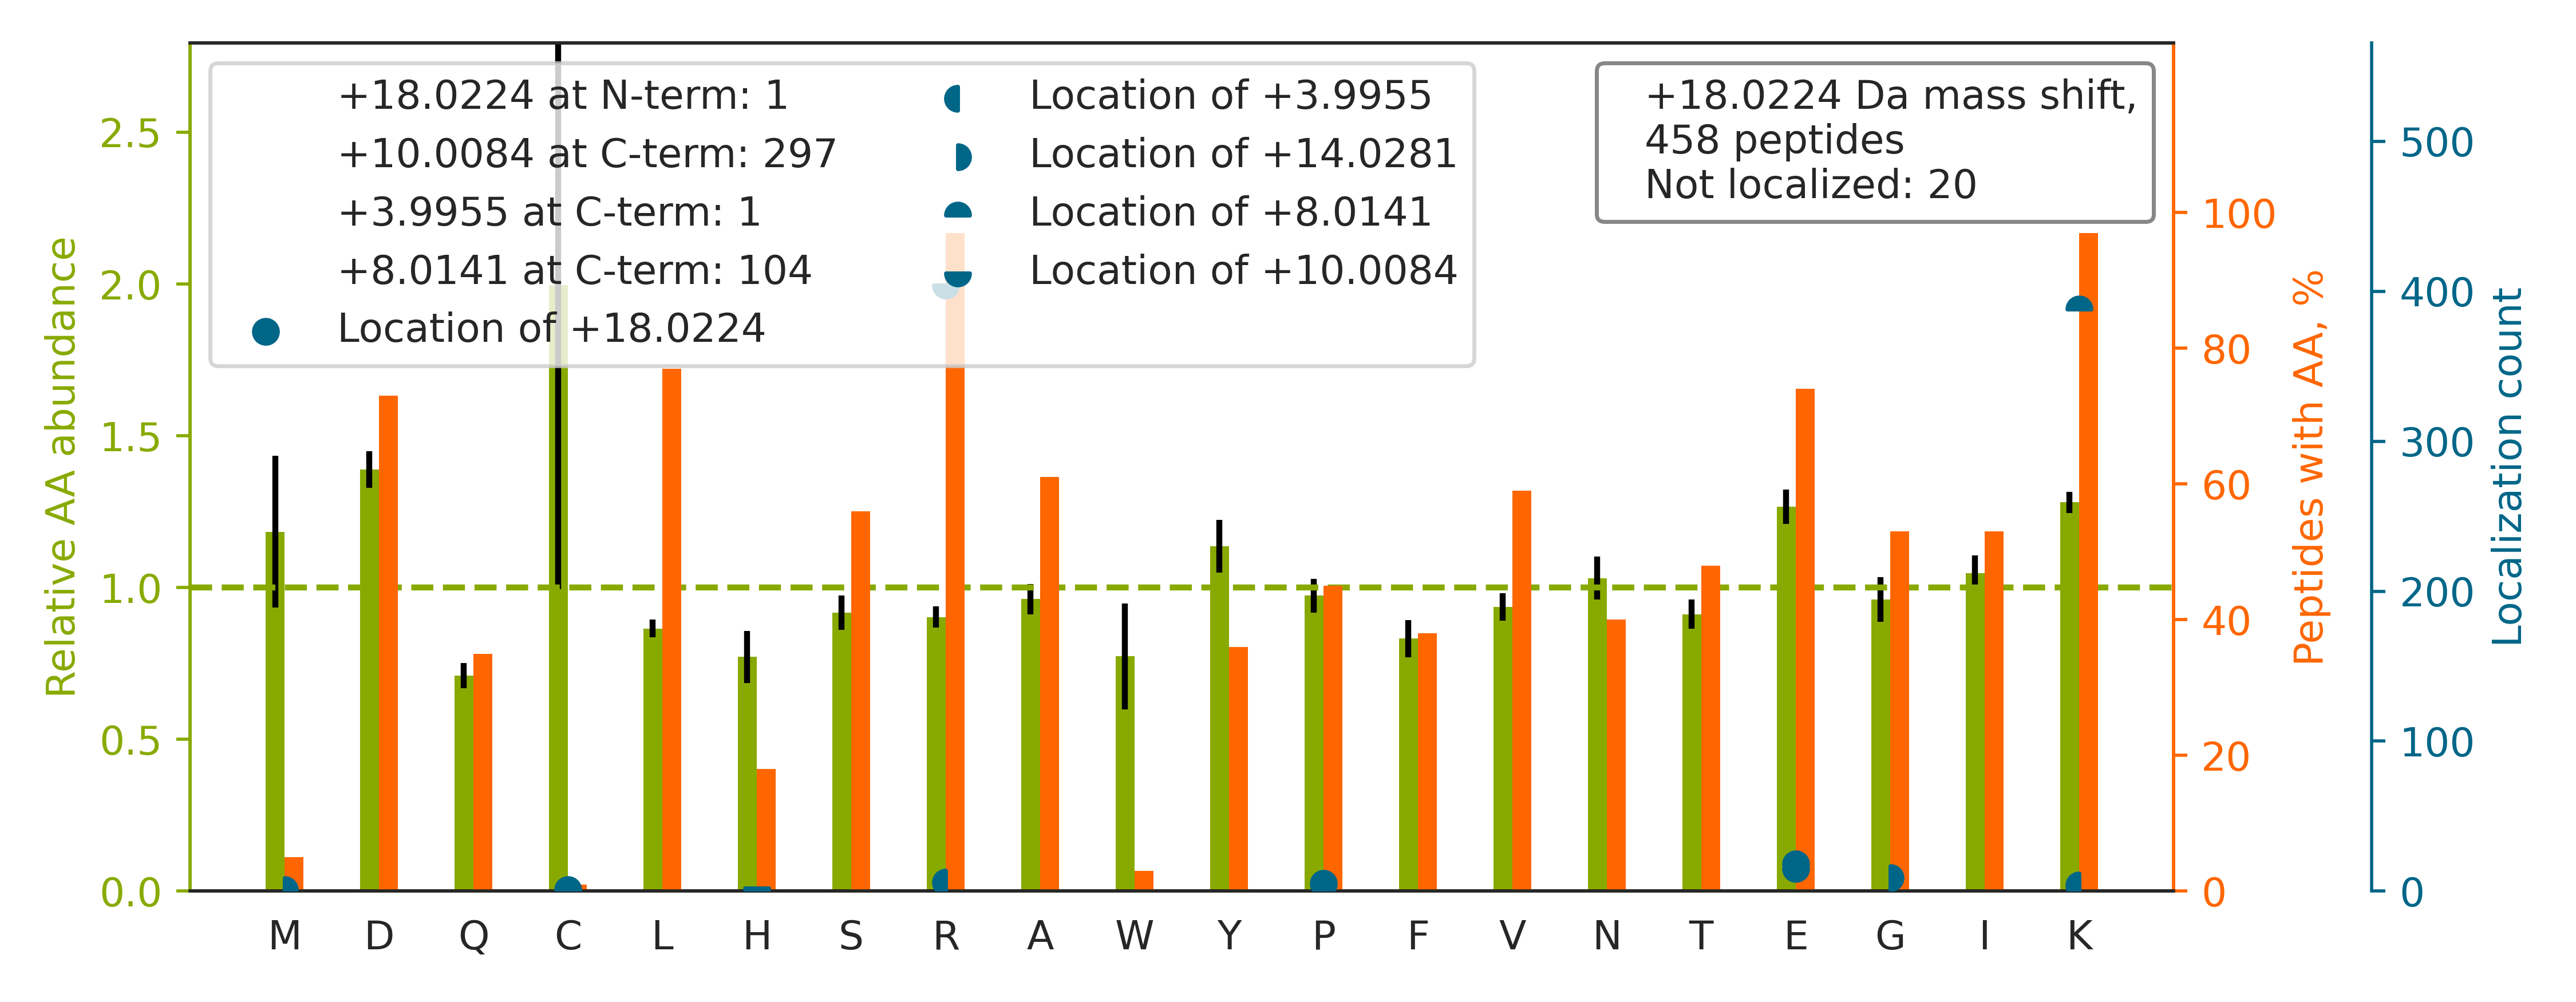 +18.0224 at N-term: 1
+10.0084 at C-term: 297
+3.9955 at C-term: 1
+8.0141 at C-term: 104
Location of +18.0224
Location of +3.9955
Location of +14.0281
Location of +8.0141
Location of +10.0084
+18.0224 Da mass shift,
458 peptides
Not localized: 20
Relative AA abundance
2.5
2.0
1.5
1.0
0.5
0.0
100
80
60
40
20
0
Peptides with AA, %
500
400
300
200
100
0
Localization count
M D Q C L H S R A W Y P F V N T E G I K